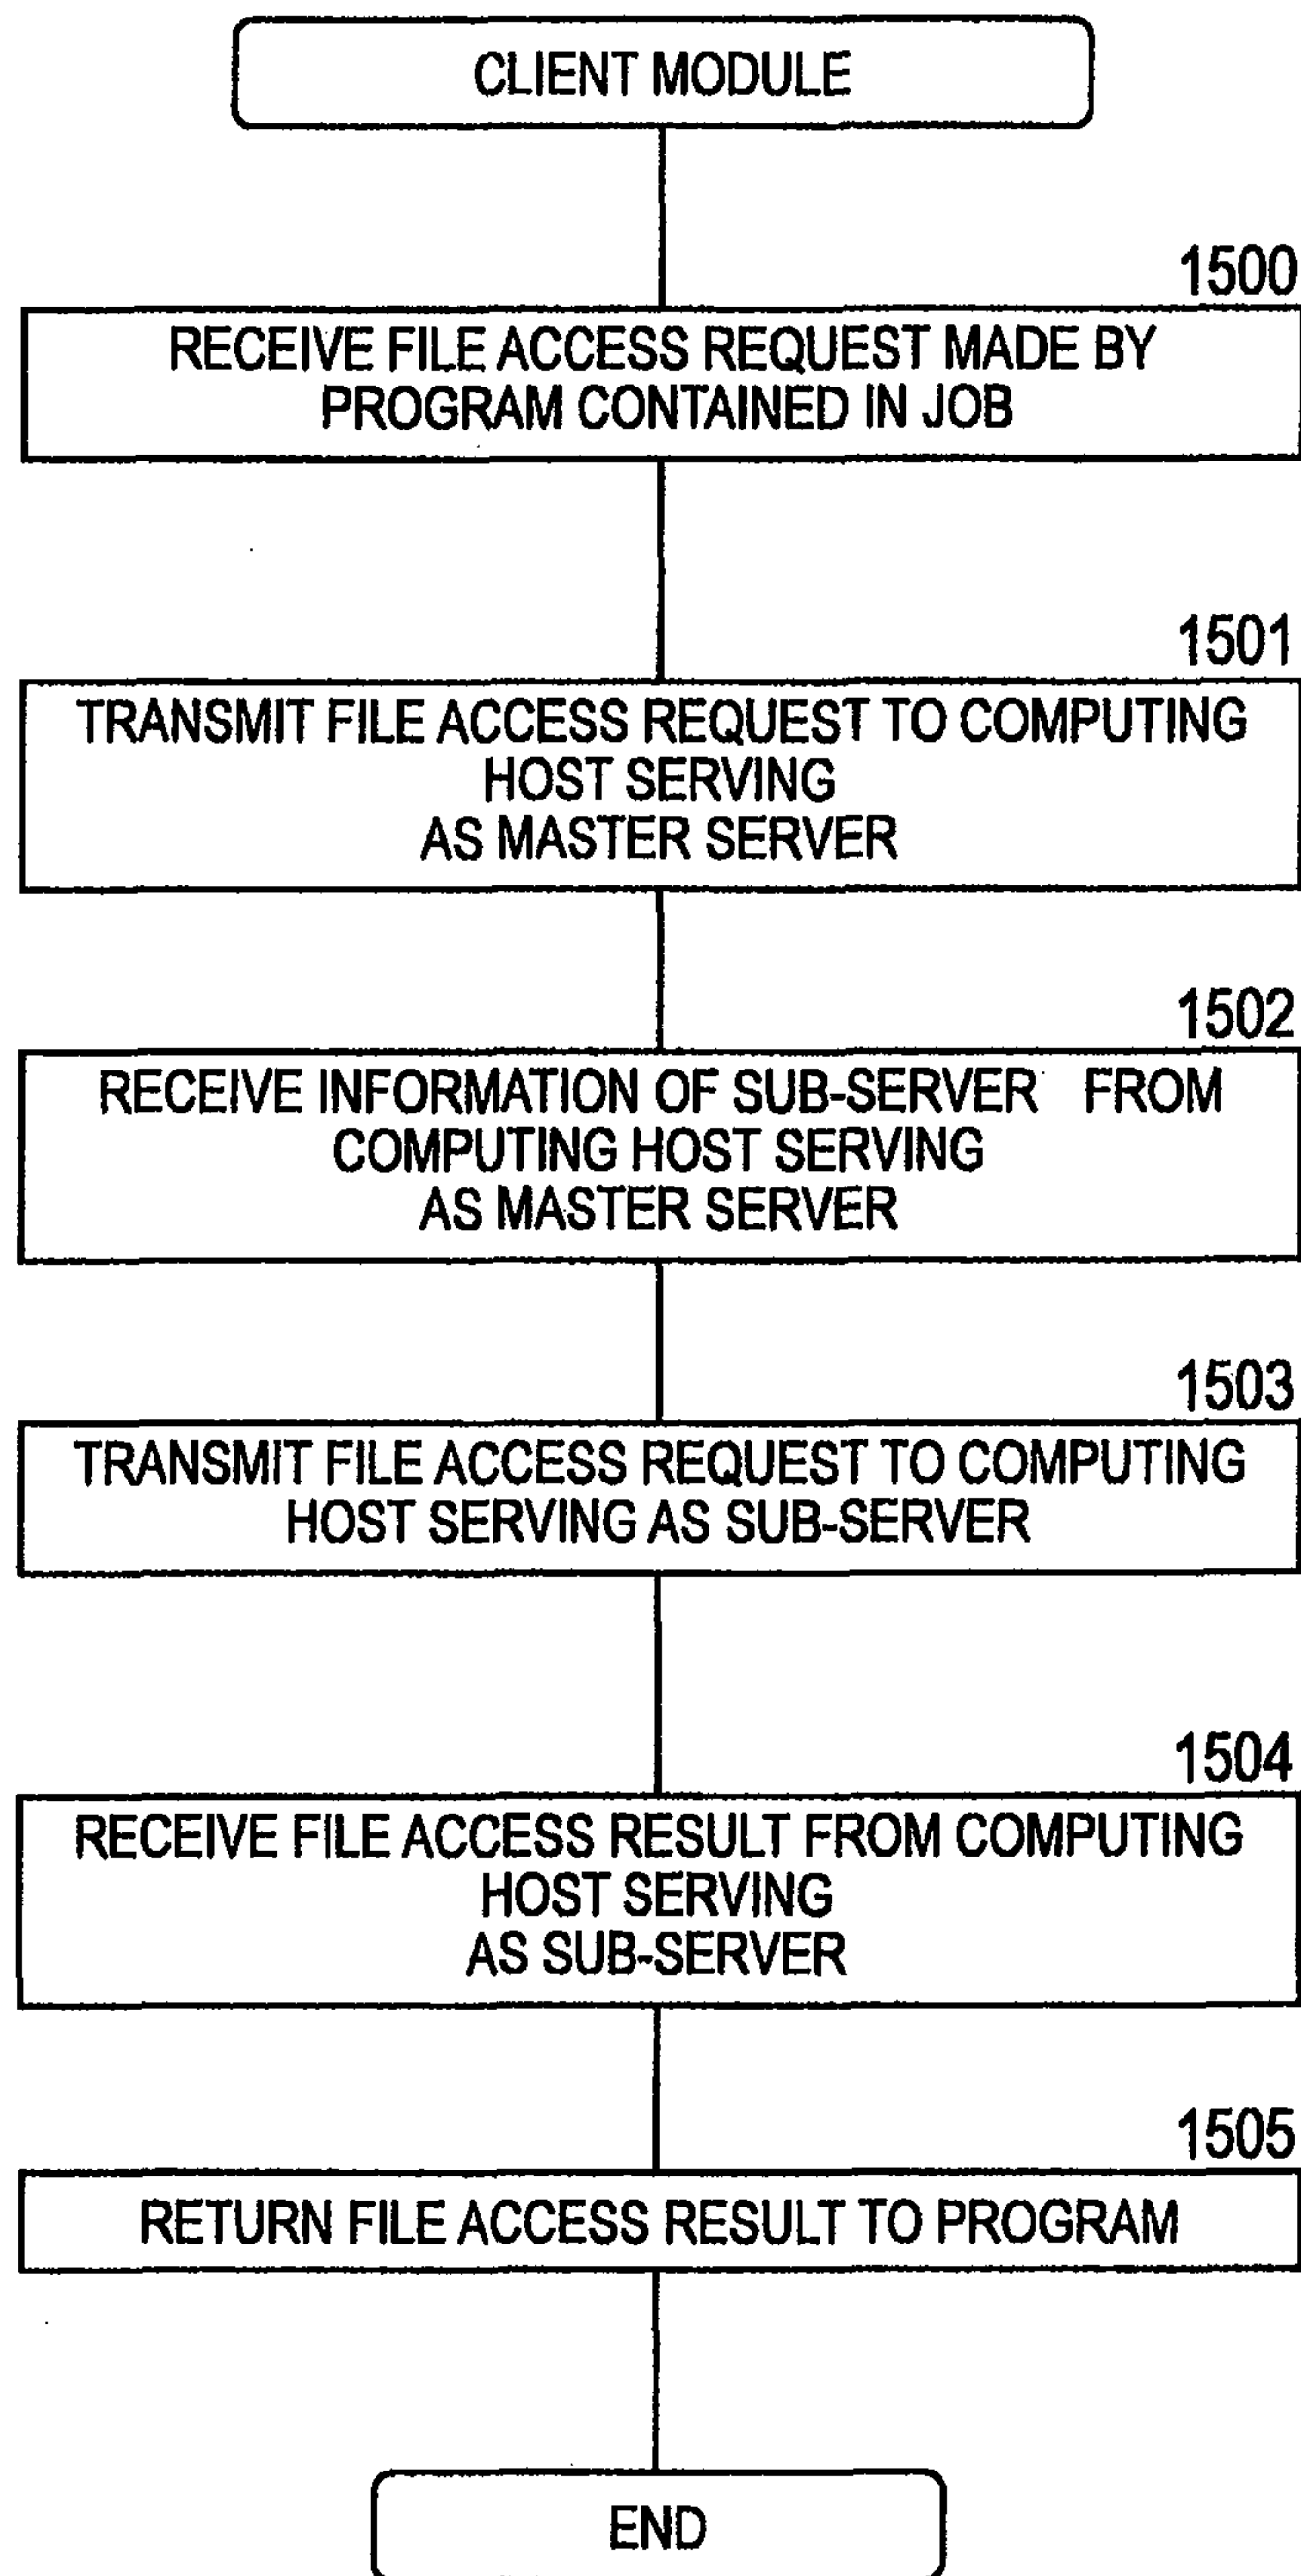 CLIENT MODULE
1500
RECEIVE FILE ACCESS REQUEST MADE BY
PROGRAM CONTAINED IN JOB
1501
TRANSMIT FILE ACCESS REQUEST TO COMPUTING
HOST SERVING
AS MASTER SERVER
1502
RECEIVE INFORMATION OF SUB-SERVER FROM
COMPUTING HOST SERVING
AS MASTER SERVER
1503
TRANSMIT FILE ACCESS REQUEST TO COMPUTING
HOST SERVING AS SUB-SERVER
1504
RECEIVE FILE ACCESS RESULT FROM COMPUTING
HOST SERVING
AS SUB-SERVER
1505
RETURN FILE ACCESS RESULT TO PROGRAM
END